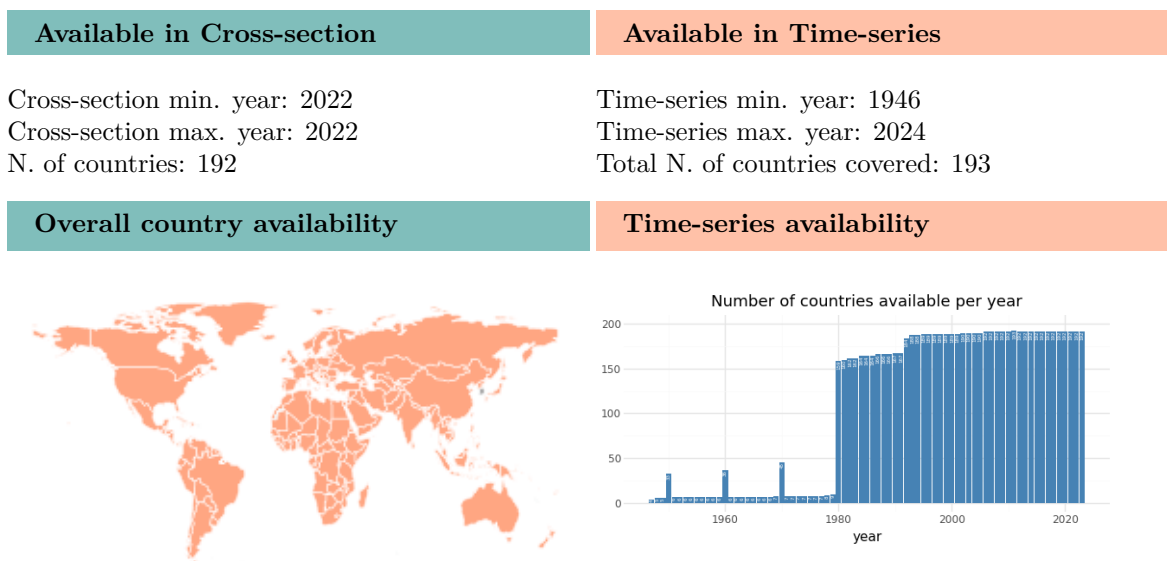 Available in Cross-section
Available in Time-series
Cross-section min. year: 2022
Cross-section max. year: 2022
N. of countries: 192
Time-series min. year: 1946
Time-series max. year: 2024
Total N. of countries covered: 193
Overall country availability
Time-series availability
Number of countries available per year
200
150
100
50
0
1960
1980
2000
2020
year